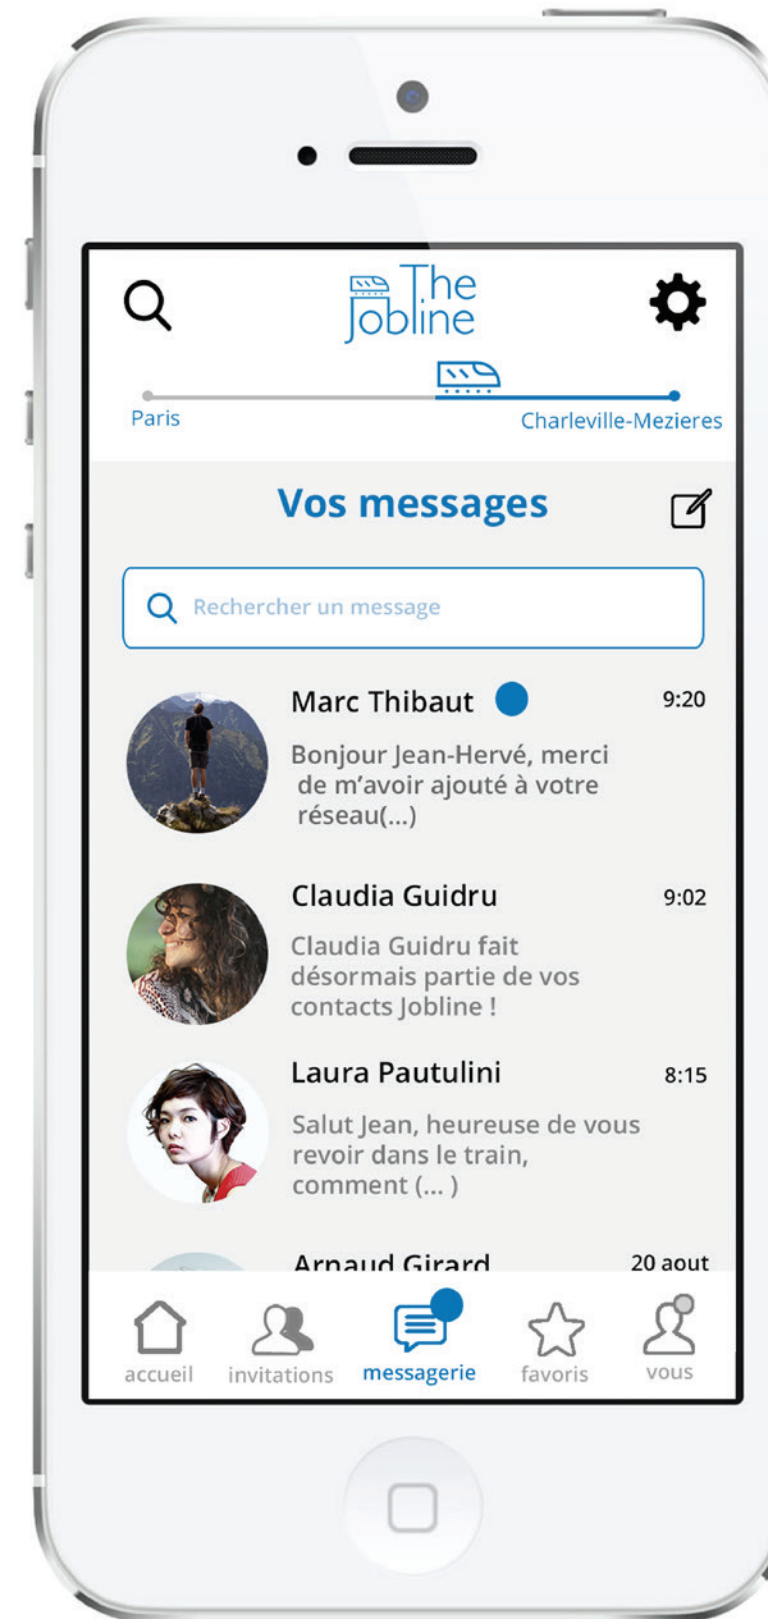 The
Jobline
Paris
Charleville-Mezieres
Vos messages
Rechercher un message
Marc Thibaut 9:20
Bonjour Jean-Hervé, merci
de m'avoir ajouté à votre
réseau(...)
Claudia Guidru 9:02
Claudia Guidru fait
désormais partie de vos
contacts Jobline !
Laura Pautulini 8:15
Salut Jean, heureuse de vous
revoir dans le train,
comment (... )
Arnaud Girard 20 aout
accueil invitations messagerie favoris vous